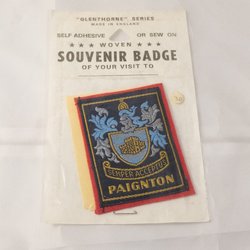 "GLENTHORNE" SERIES
MADE IN ENGLAND
SELF ADHESIVE OR SEW ON
★★★★ WOVEN ★★★★
SOUVENIR BADGE
OF YOUR VISIT TO
SEMPER ACCEPTUS
PAIGNTON